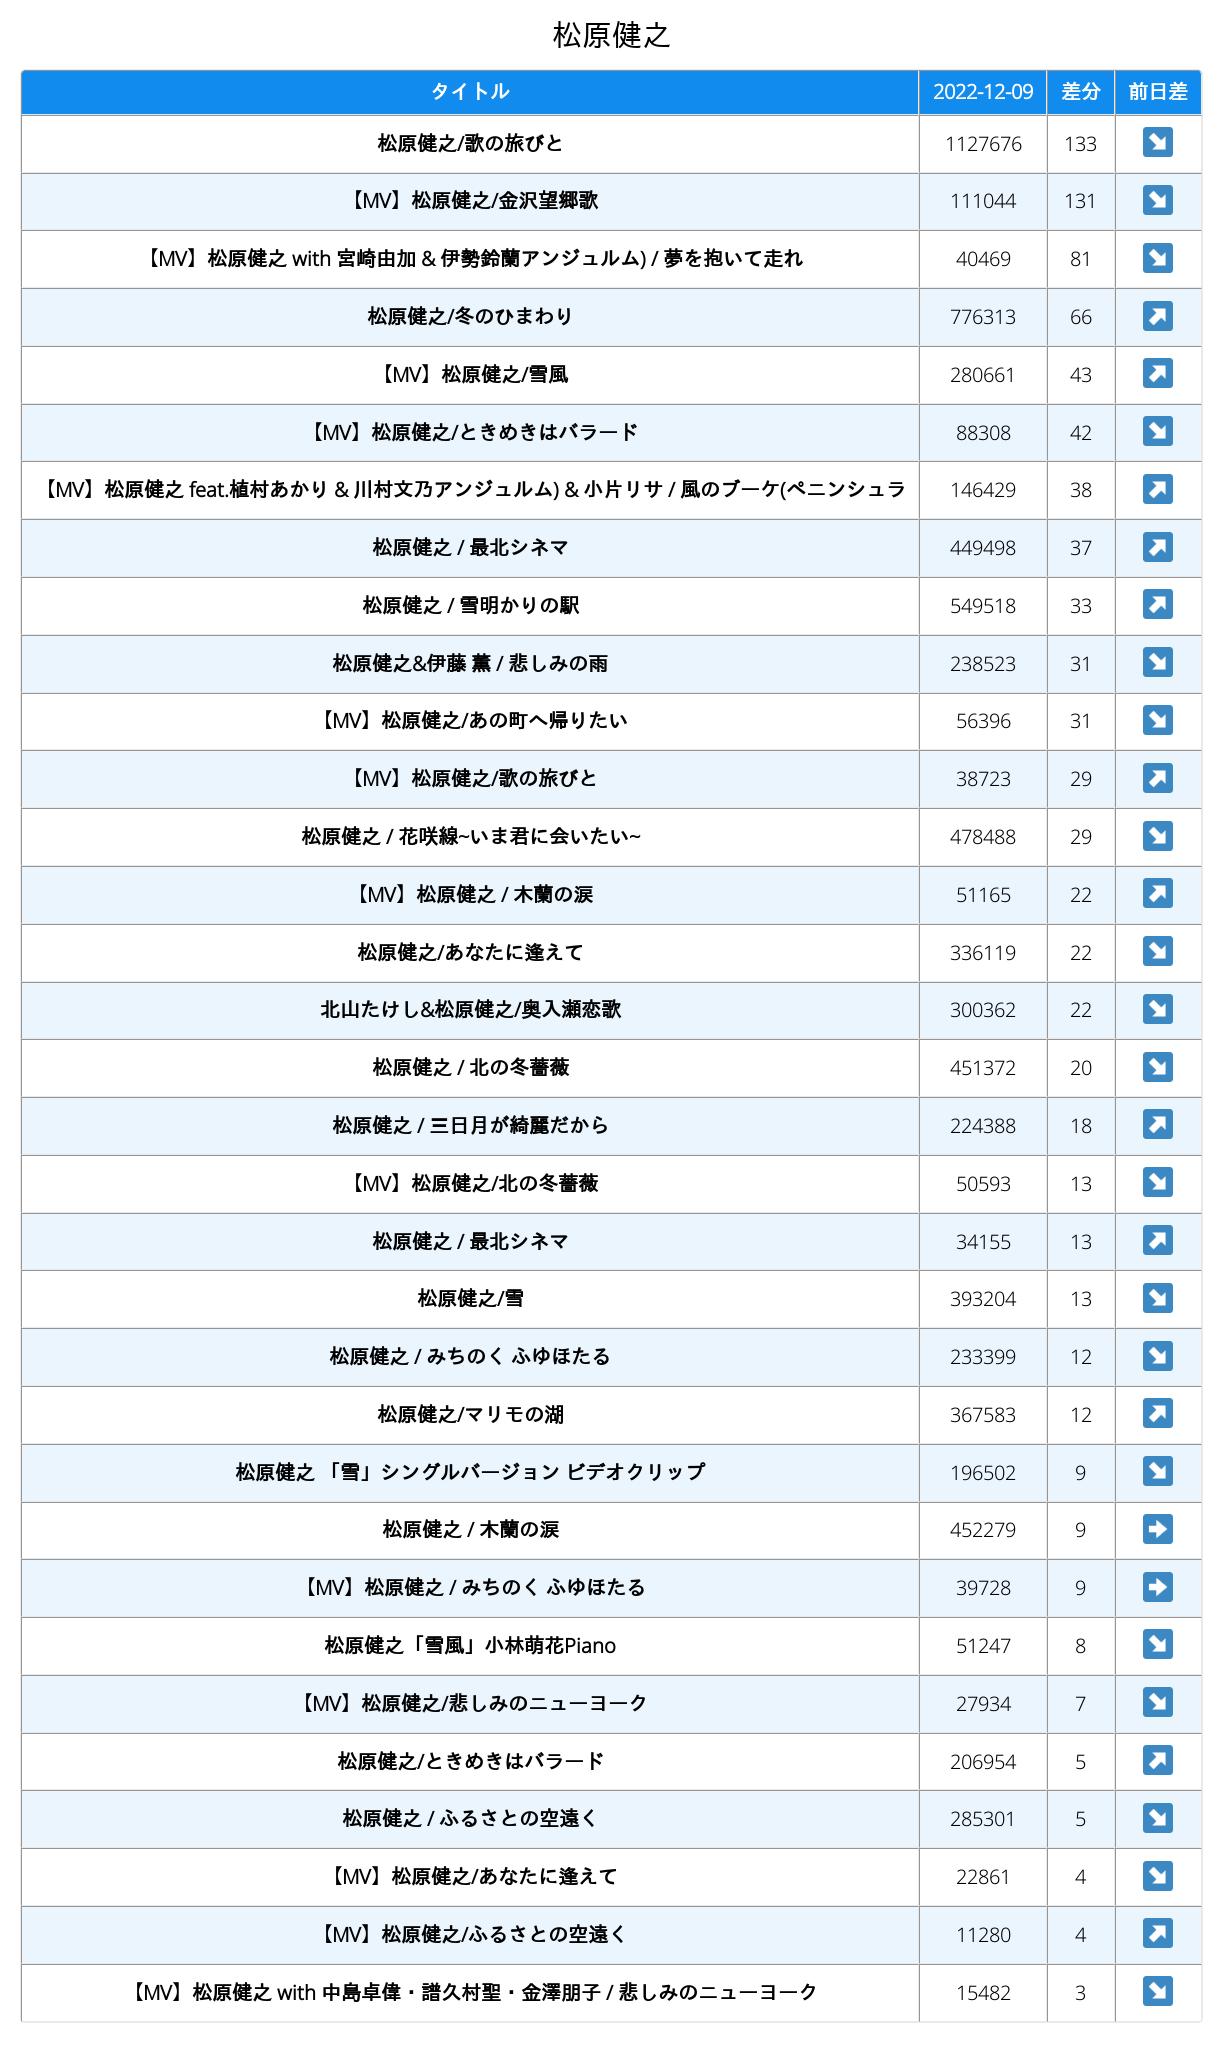 松原健之
タイトル 2022-12-09 差分 前日差
松原健之/歌の旅びと 1127676 133 ↘
【MV】松原健之/金沢望郷歌 111044 131 ↘
【MV】松原健之 with 宮崎由加 & 伊勢鈴蘭アンジュルム) / 夢を抱いて走れ 40469 81 ↘
松原健之/冬のひまわり 776313 66 ↗
【MV】松原健之/雪風 280661 43 ↗
【MV】松原健之/ときめきはバラード 88308 42 ↘
【MV】松原健之 feat.植村あかり & 川村文乃アンジュルム) & 小片リサ / 風のブーケ(ペニンシュラ 146429 38 ↗
松原健之 / 最北シネマ 449498 37 ↗
松原健之 / 雪明かりの駅 549518 33 ↗
松原健之&伊藤 薫 / 悲しみの雨 238523 31 ↘
【MV】松原健之/あの町へ帰りたい 56396 31 ↘
【MV】松原健之/歌の旅びと 38723 29 ↗
松原健之 / 花咲線~いま君に会いたい~ 478488 29 ↘
【MV】松原健之 / 木蘭の涙 51165 22 ↗
松原健之/あなたに逢えて 336119 22 ↘
北山たけし&松原健之/奥入瀬恋歌 300362 22 ↘
松原健之 / 北の冬薔薇 451372 20 ↘
松原健之 / 三日月が綺麗だから 224388 18 ↗
【MV】松原健之/北の冬薔薇 50593 13 ↘
松原健之 / 最北シネマ 34155 13 ↗
松原健之/雪 393204 13 ↘
松原健之 / みちのく ふゆほたる 233399 12 ↘
松原健之/マリモの湖 367583 12 ↗
松原健之 「雪」シングルバージョン ビデオクリップ 196502 9 ↘
松原健之 / 木蘭の涙 452279 9 →
【MV】松原健之 / みちのく ふゆほたる 39728 9 →
松原健之「雪風」小林萌花Piano 51247 8 ↘
【MV】松原健之/悲しみのニューヨーク 27934 7 ↘
松原健之/ときめきはバラード 206954 5 ↗
松原健之 / ふるさとの空遠く 285301 5 ↘
【MV】松原健之/あなたに逢えて 22861 4 ↘
【MV】松原健之/ふるさとの空遠く 11280 4 ↗
【MV】松原健之 with 中島卓偉・譜久村聖・金澤朋子 / 悲しみのニューヨーク 15482 3 ↘